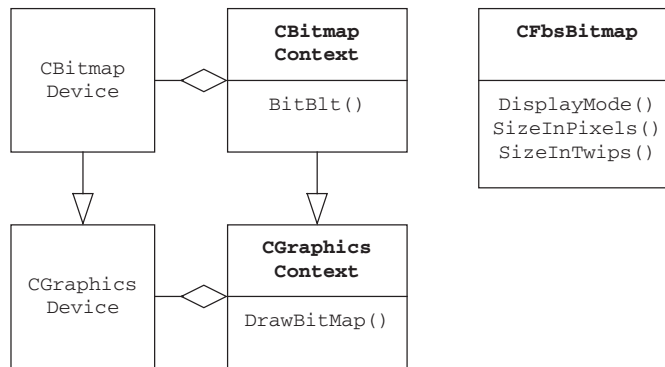 CBitmap
Device
CBitmap
Context
BitBlt()
CFbsBitmap
DisplayMode()
SizeInPixels()
SizeInTwips()
CGraphics
Device
CGraphics
Context
DrawBitMap()